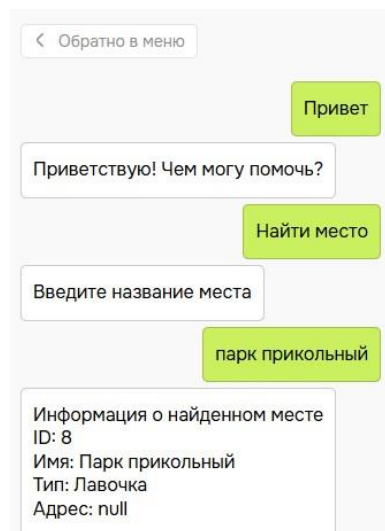 Обратно в меню
Привет
Приветствую! Чем могу помочь?
Найти место
Введите название места
парк прикольный
Информация о найденном месте
ID: 8
Имя: Парк прикольный
Тип: Лавочка
Адрес: null